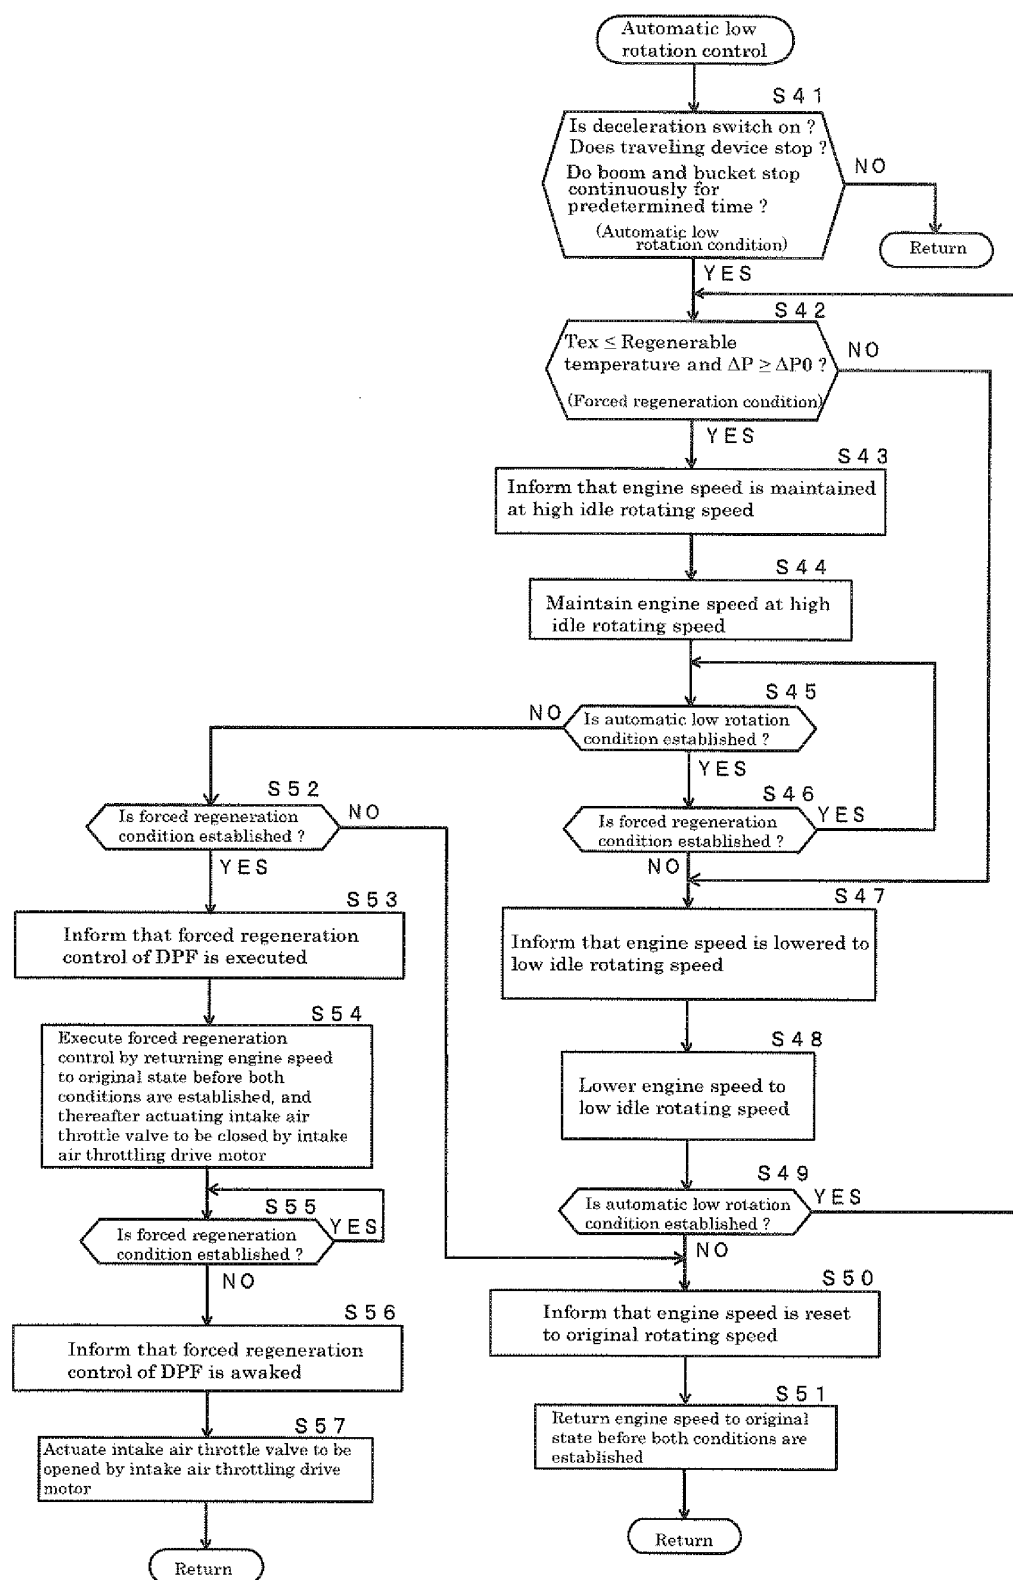 Automatic low
rotation control
S41
Is deceleration switch on ?
Does traveling device stop ?
Do boom and bucket stop
continuously for
predetermined time ?
(Automatic low
rotation condition)
NO
Return
YES
S42
Tex ≤ Regenerable
temperature and ΔP ≥ ΔP0 ?
(Forced regeneration condition)
NO
YES
S43
Inform that engine speed is maintained
at high idle rotating speed
S44
Maintain engine speed at high
idle rotating speed
S45
Is automatic low rotation
condition established ?
NO
YES
S46
Is forced regeneration
condition established ?
YES
NO
S47
Inform that engine speed is lowered to
low idle rotating speed
S48
Lower engine speed to
low idle rotating speed
S49
Is automatic low rotation
condition established ?
YES
NO
S50
Inform that engine speed is reset
to original rotating speed
S51
Return engine speed to original
state before both conditions are
established
Return
S52
Is forced regeneration
condition established ?
NO
YES
S53
Inform that forced regeneration
control of DPF is executed
S54
Execute forced regeneration
control by returning engine speed
to original state before both
conditions are established, and
thereafter actuating intake air
throttle valve to be closed by intake
air throttling drive motor
S55
Is forced regeneration
condition established ?
YES
NO
S56
Inform that forced regeneration
control of DPF is awaked
S57
Actuate intake air throttle valve to be
opened by intake air throttling drive
motor
Return